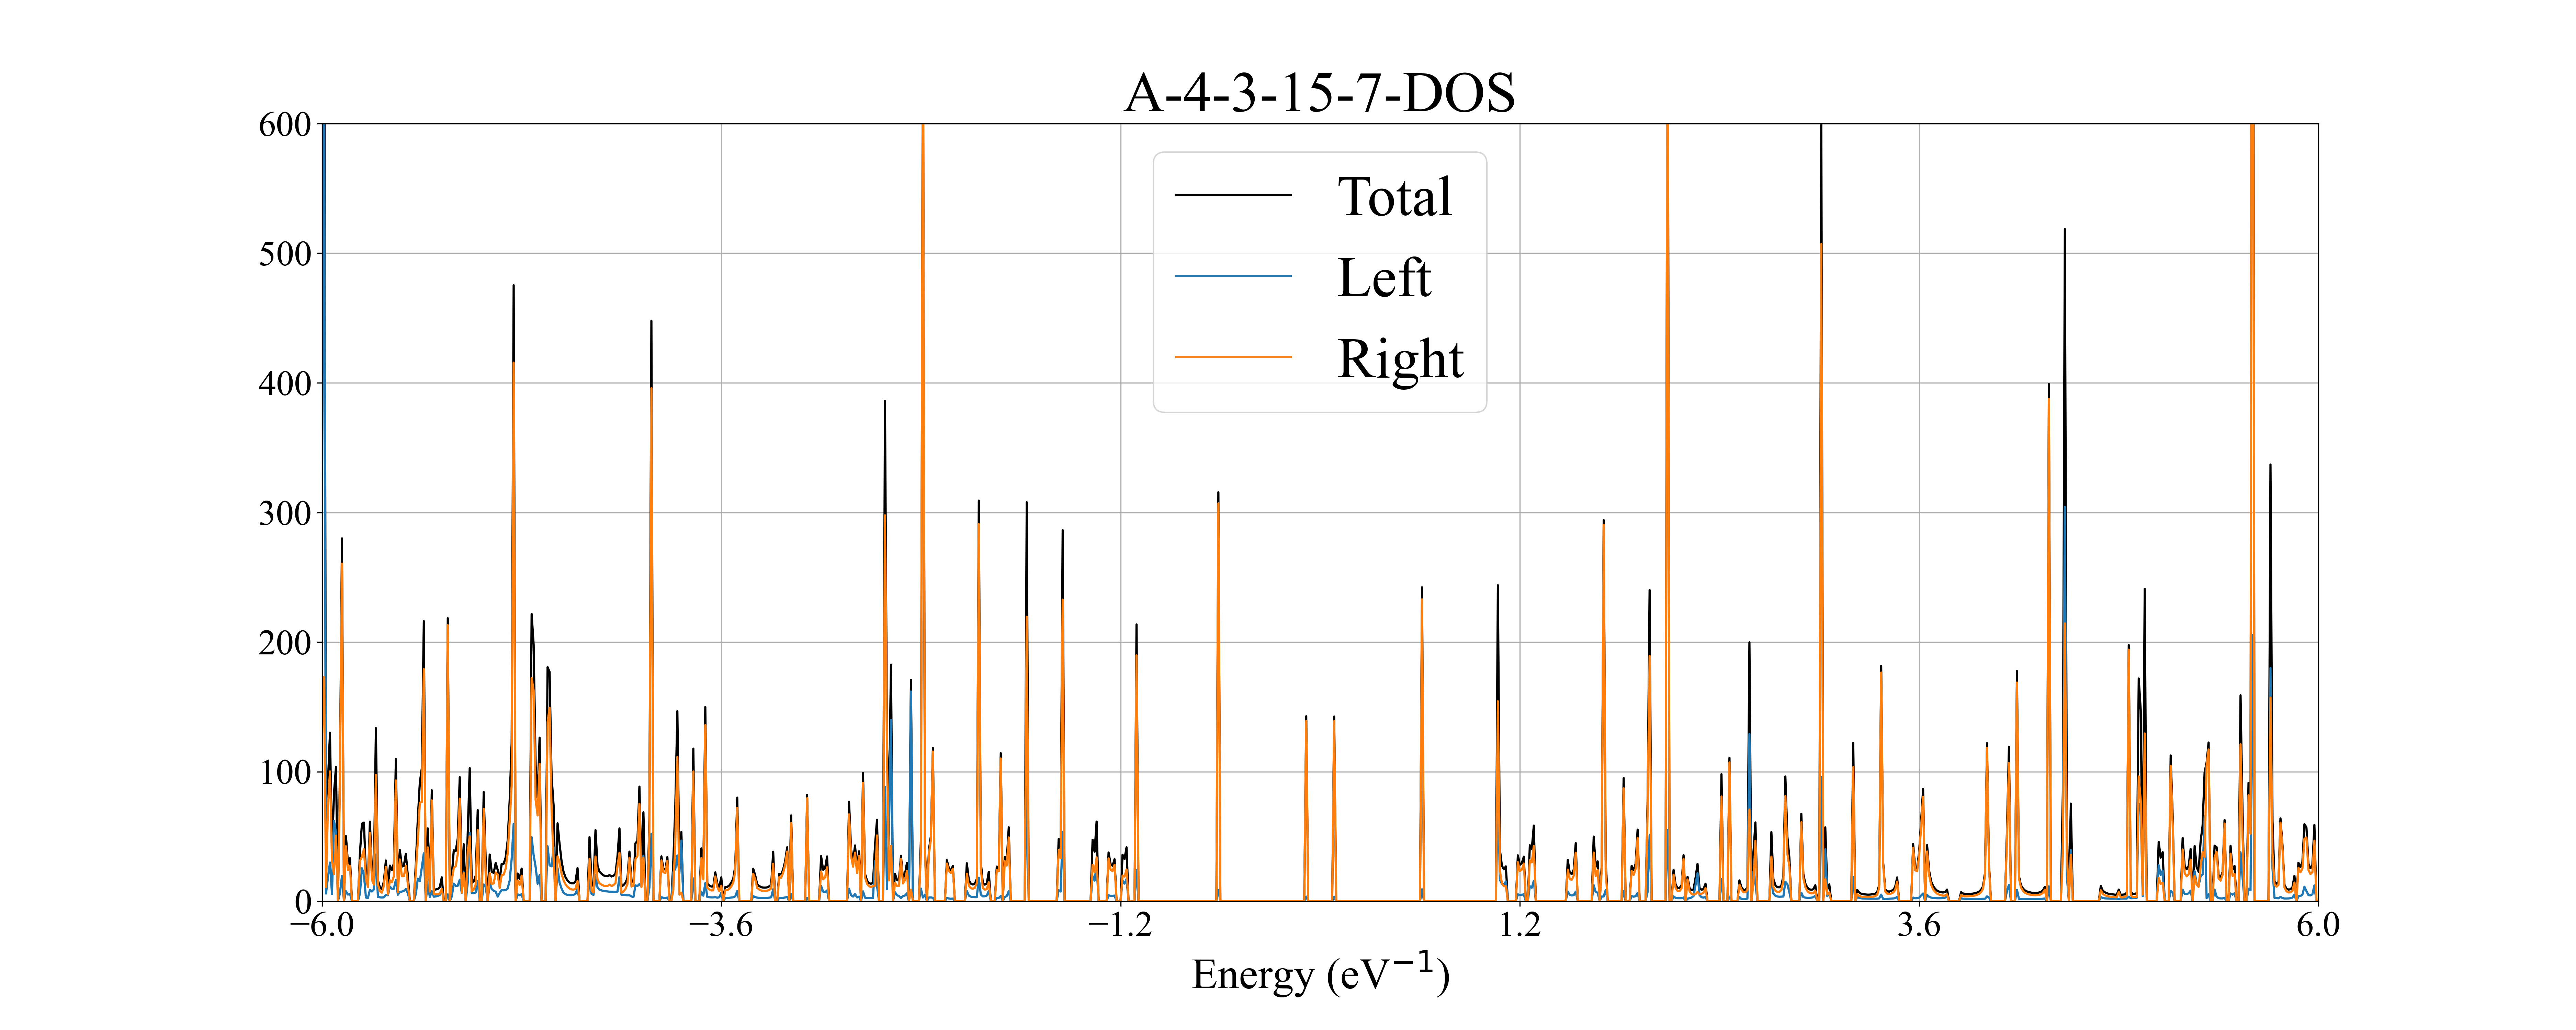 A-4-3-15-7-DOS
600
500
400
300
200
100
0
Total
Left
Right
−6.0 −3.6 −1.2 1.2 3.6 6.0
Energy (eV⁻¹)